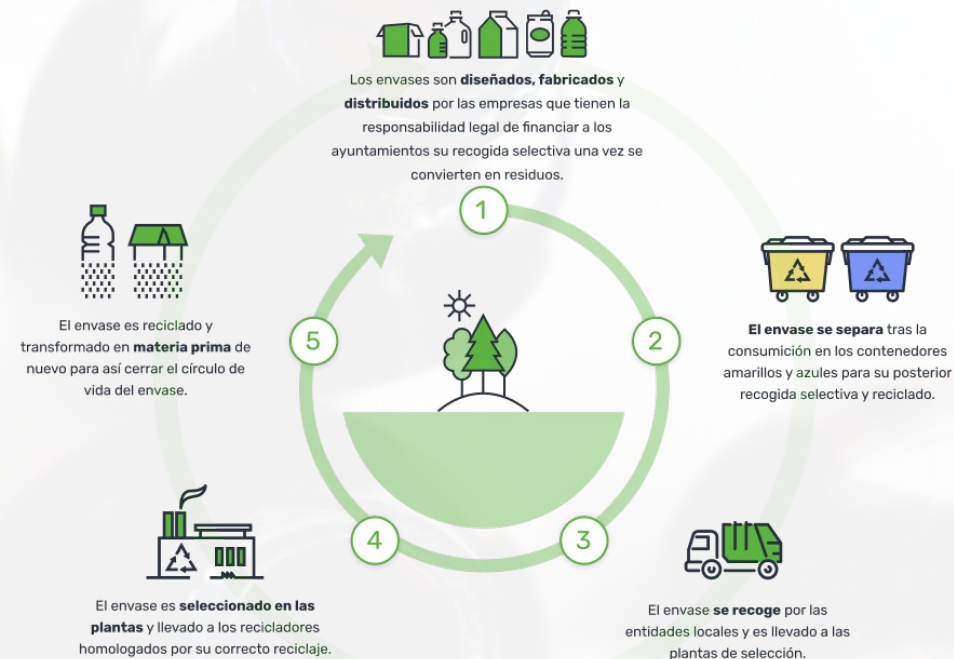 Los envases son diseñados, fabricados y
distribuidos por las empresas que tienen la
responsabilidad legal de financiar a los
ayuntamientos su recogida selectiva una vez se
convierten en residuos.
1
2
El envase se separa tras la
consumición en los contenedores
amarillos y azules para su posterior
recogida selectiva y reciclado.
3
El envase se recoge por las
entidades locales y es llevado a las
plantas de selección.
4
El envase es seleccionado en las
plantas y llevado a los recicladores
homologados por su correcto reciclaje.
5
El envase es reciclado y
transformado en materia prima de
nuevo para así cerrar el círculo de
vida del envase.